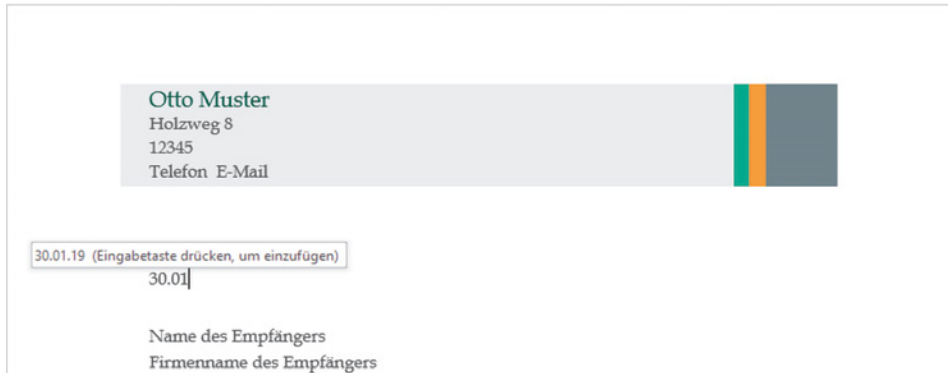 Otto Muster
Holzweg 8
12345
Telefon E-Mail
30.01.19 (Eingabetaste drücken, um einzufügen)
30.01
Name des Empfängers
Firmenname des Empfängers